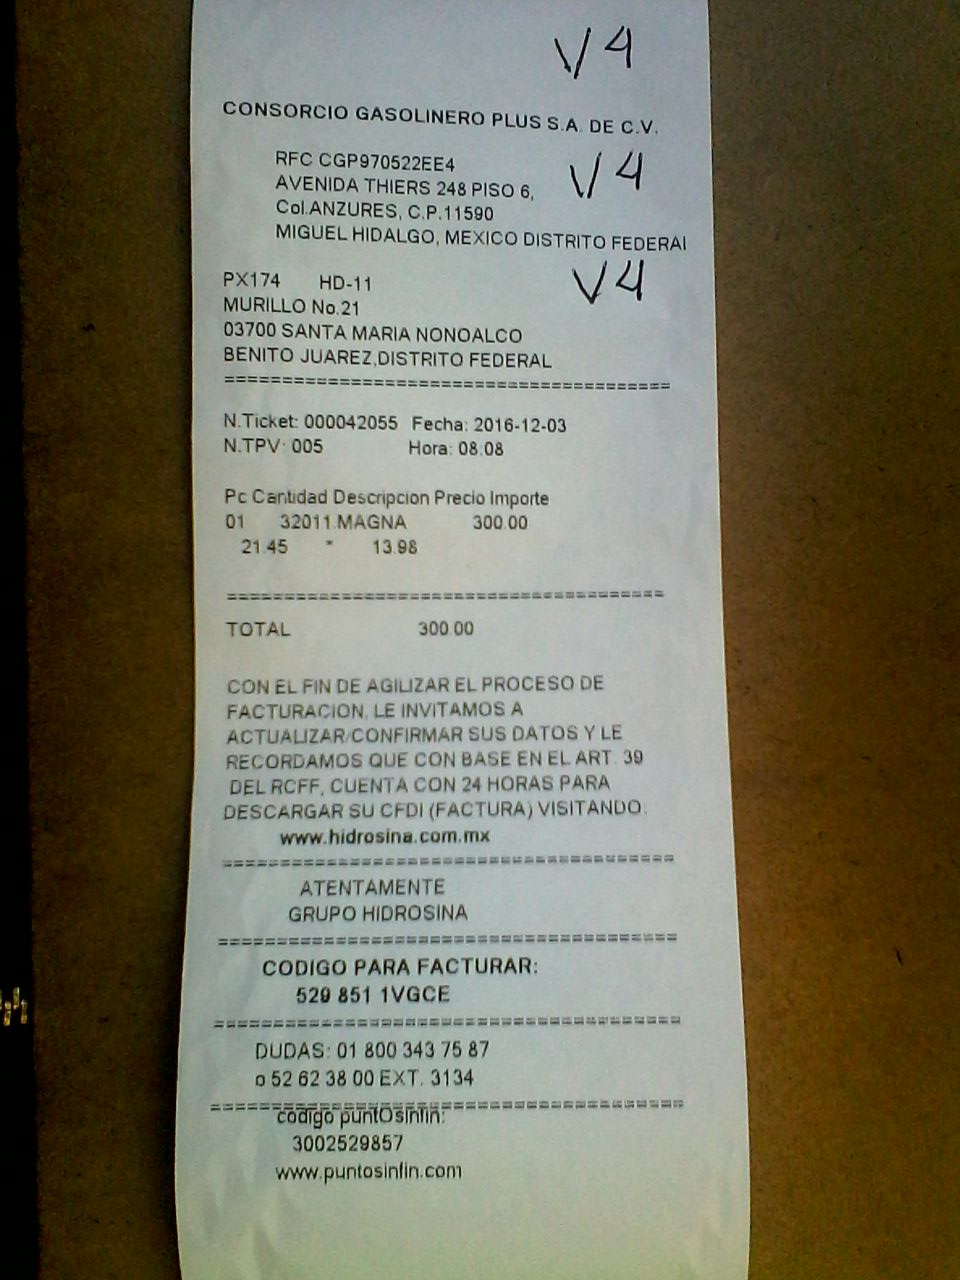 V4
CONSORCIO GASOLINERO PLUS S.A. DE C.V.
RFC CGP970522EE4
V4
AVENIDA THIERS 248 PISO 6,
Col.ANZURES, C.P.11590
MIGUEL HIDALGO, MEXICO DISTRITO FEDERAl
PX174 HD-11
V4
MURILLO No.21
03700 SANTA MARIA NONOALCO
BENITO JUAREZ,DISTRITO FEDERAL
================================================
N.Ticket: 000042055 Fecha: 2016-12-03
N.TPV: 005 Hora: 08:08
Pc Cantidad Descripcion Precio Importe
01 32011 MAGNA 300.00
21.45 * 13.98
================================================
TOTAL 300.00
CON EL FIN DE AGILIZAR EL PROCESO DE
FACTURACION, LE INVITAMOS A
ACTUALIZAR/CONFIRMAR SUS DATOS Y LE
RECORDAMOS QUE CON BASE EN EL ART. 39
DEL RCFF, CUENTA CON 24 HORAS PARA
DESCARGAR SU CFDI (FACTURA) VISITANDO:
www.hidrosina.com.mx
================================================
ATENTAMENTE
GRUPO HIDROSINA
================================================
CODIGO PARA FACTURAR:
529 851 1VGCE
================================================
DUDAS: 01 800 343 75 87
o 52 62 38 00 EXT. 3134
================================================
codigo puntOsinfin:
3002529857
www.puntosinfin.com